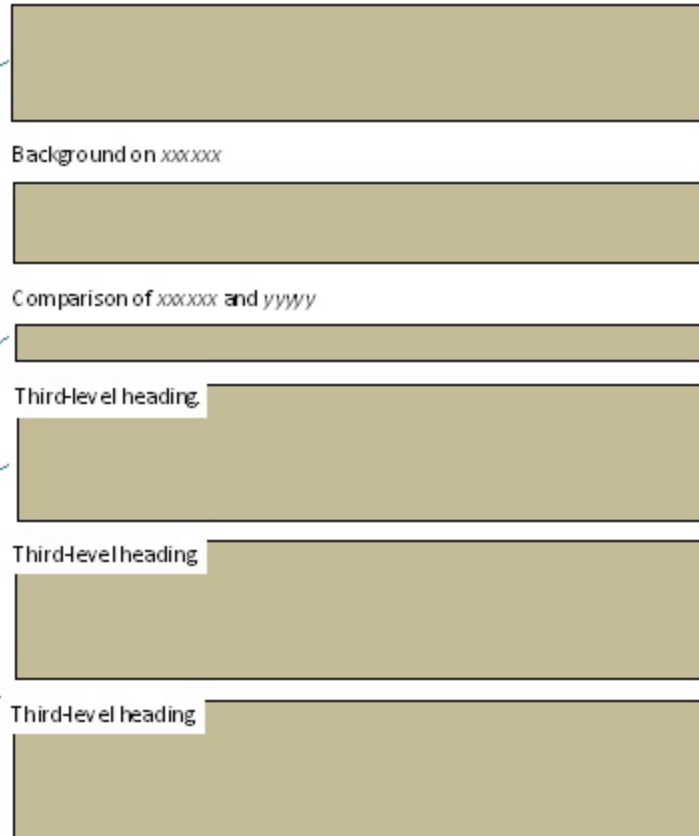 Background on xxxxxx
Comparison of xxxxxx and yyyyy
Third-level heading.
Third-level heading
Third-level heading